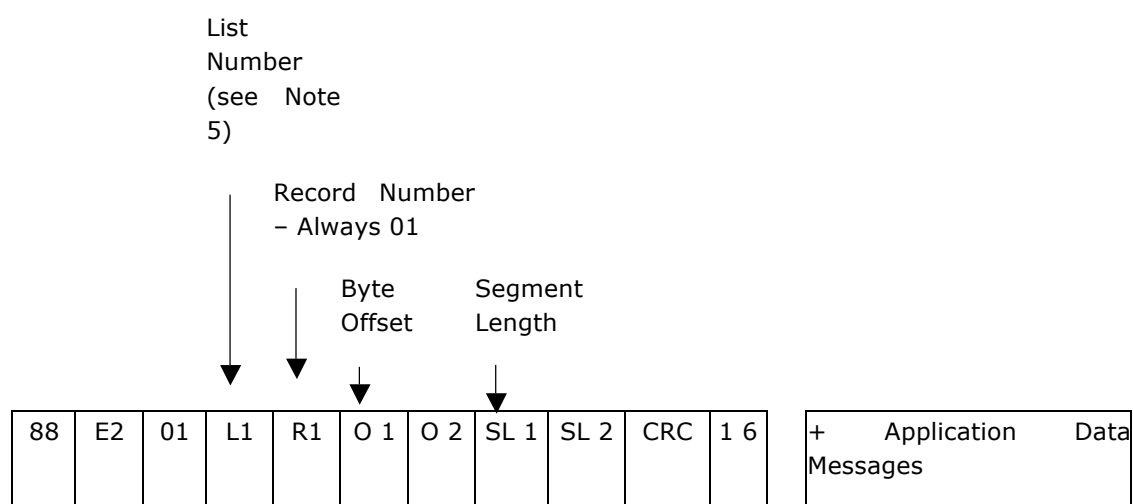 List
Number
(see Note
5)
Record Number
– Always 01
Byte Segment
Offset Length
88 E2 01 L1 R1 O 1 O 2 SL 1 SL 2 CRC 1 6 + Application Data
Messages